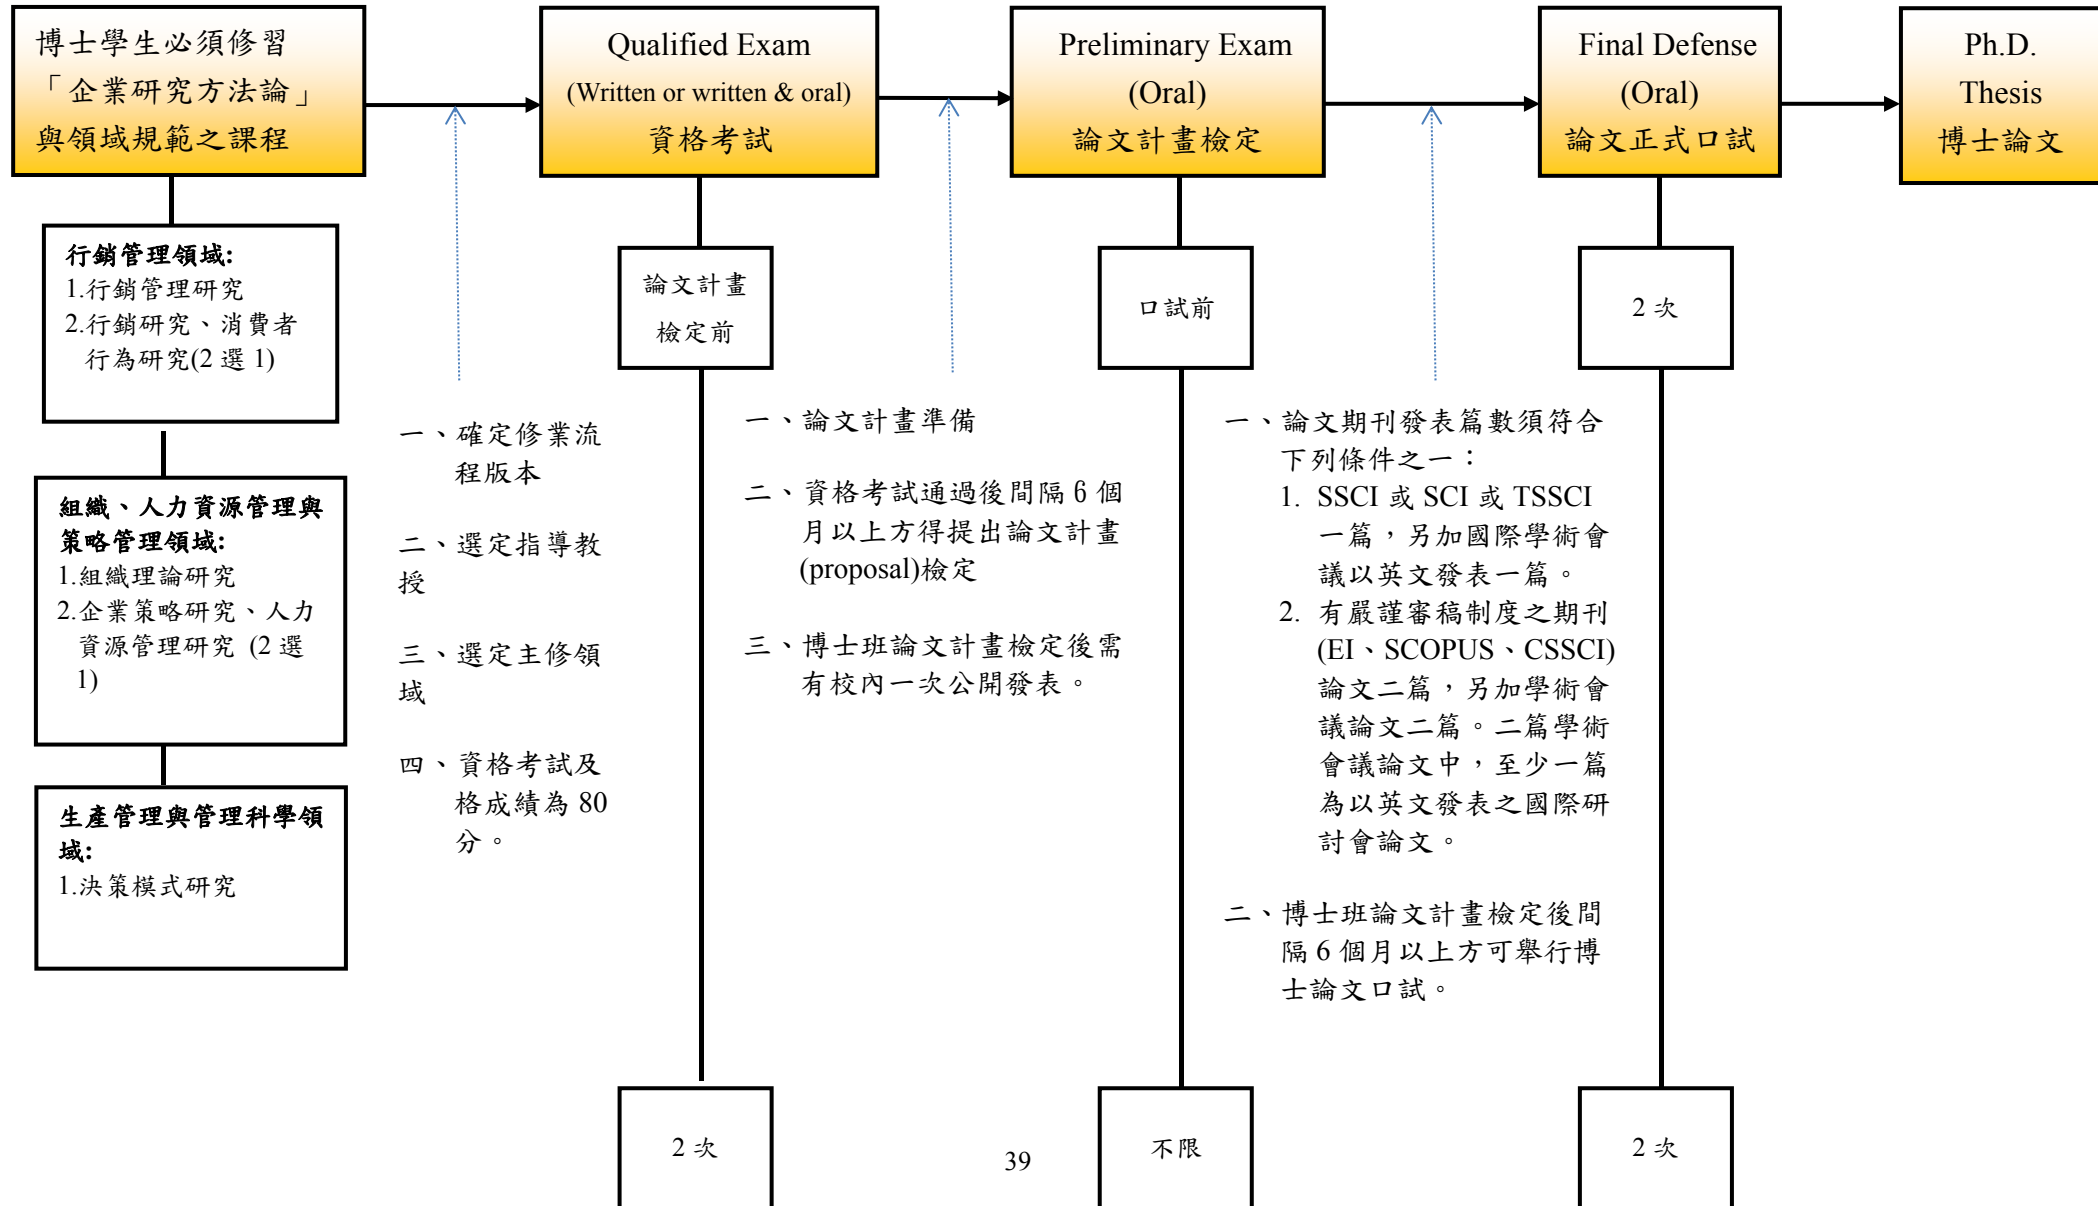 博士學生必須修習
「企業研究方法論」
與領域規範之課程
Qualified Exam
(Written or written & oral)
資格考試
Preliminary Exam
(Oral)
論文計畫檢定
Final Defense
(Oral)
論文正式口試
Ph.D.
Thesis
博士論文
行銷管理領域:
1.行銷管理研究
2.行銷研究、消費者
行為研究(2 選 1)
組織、人力資源管理與
策略管理領域:
1.組織理論研究
2.企業策略研究、人力
資源管理研究 (2 選
1)
生產管理與管理科學領
域:
1.決策模式研究
一、確定修業流
程版本
二、選定指導教
授
三、選定主修領
域
四、資格考試及
格成績為 80
分。
論文計畫
檢定前
2 次
一、論文計畫準備
二、資格考試通過後間隔 6 個
月以上方得提出論文計畫
(proposal)檢定
三、博士班論文計畫檢定後需
有校內一次公開發表。
口試前
不限
一、論文期刊發表篇數須符合
下列條件之一：
1. SSCI 或 SCI 或 TSSCI
一篇，另加國際學術會
議以英文發表一篇。
2. 有嚴謹審稿制度之期刊
(EI、SCOPUS、CSSCI)
論文二篇，另加學術會
議論文二篇。二篇學術
會議論文中，至少一篇
為以英文發表之國際研
討會論文。
二、博士班論文計畫檢定後間
隔 6 個月以上方可舉行博
士論文口試。
2 次
2 次
39